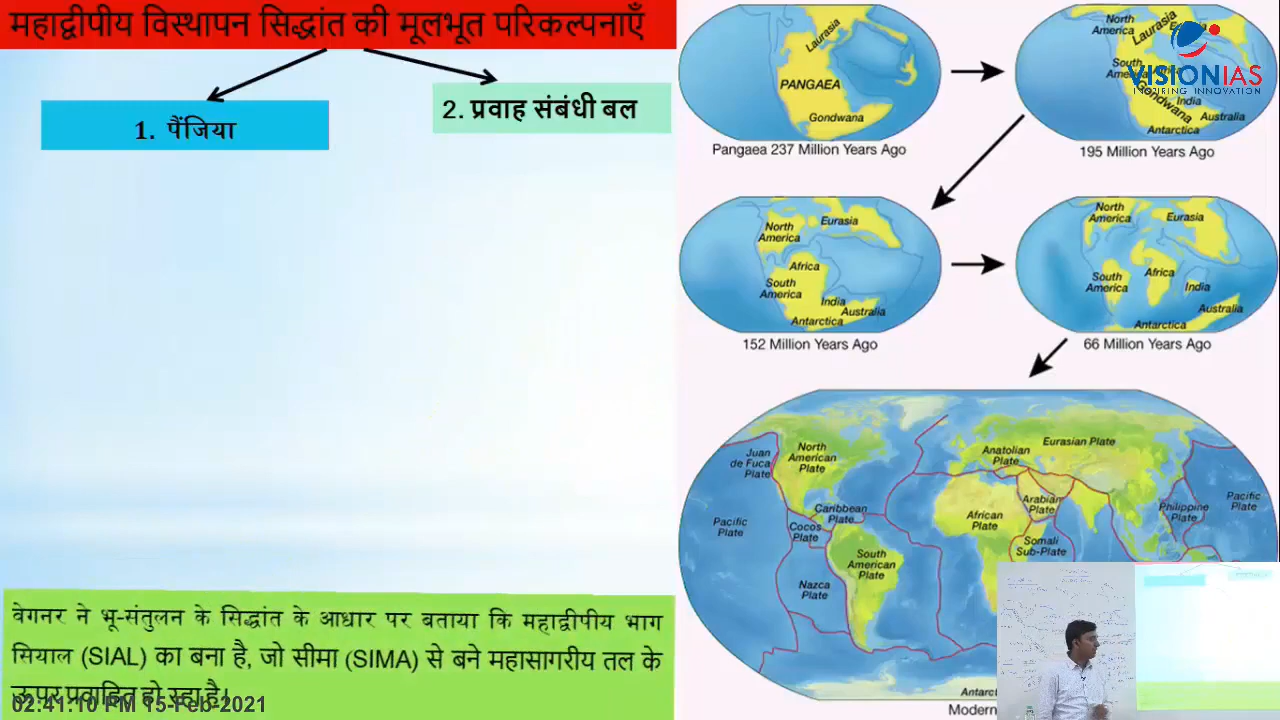 महाद्वीपीय विस्थापन सिद्धांत की मूलभूत परिकल्पनाएँ
1. पैंजिया
2. प्रवाह संबंधी बल
Laurasia
PANGAEA
Gondwana
Pangaea 237 Million Years Ago
North
America
Laurasia
South
Gondwana
India
Australia
Antarctica
195 Million Years Ago
VISIONIAS
INSPIRING INNOVATION
North
America
Eurasia
Africa
South
America
India
Australia
Antarctica
152 Million Years Ago
North
America
Eurasia
South
America
Africa
India
Australia
Antarctica
66 Million Years Ago
Juan
de Fuca
Plate
North
American
Plate
Anatolian
Plate
Eurasian Plate
Pacific
Plate
Cocos
Plate
Caribbean
Plate
African
Plate
Arabian
Plate
Philippine
Plate
Pacific
Plate
Nazca
Plate
South
American
Plate
Somali
Sub-Plate
Antarct
Modern
वेगनर ने भू-संतुलन के सिद्धांत के आधार पर बताया कि महाद्वीपीय भाग
सियाल (SIAL) का बना है, जो सीमा (SIMA) से बने महासागरीय तल के
ऊपर प्रवाहित हो रहा है।
02:41:10 PM 15-Feb-2021